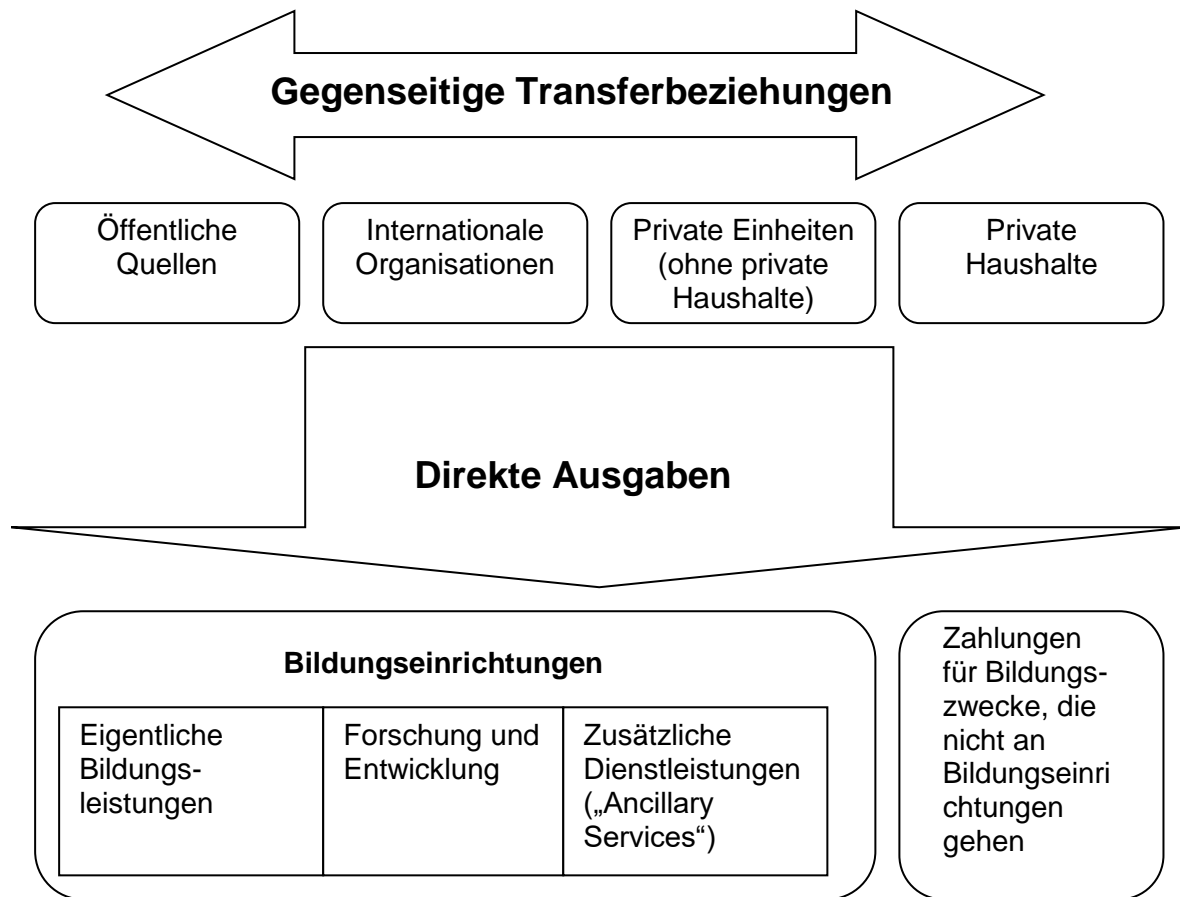 Gegenseitige Transferbeziehungen
Öffentliche
Quellen
Internationale
Organisationen
Private Einheiten
(ohne private
Haushalte)
Private
Haushalte
Direkte Ausgaben
Bildungseinrichtungen
Eigentliche
Bildungs-
leistungen
Forschung und
Entwicklung
Zusätzliche
Dienstleistungen
(„Ancillary
Services“)
Zahlungen
für Bildungs-
zwecke, die
nicht an
Bildungseinri
chtungen
gehen